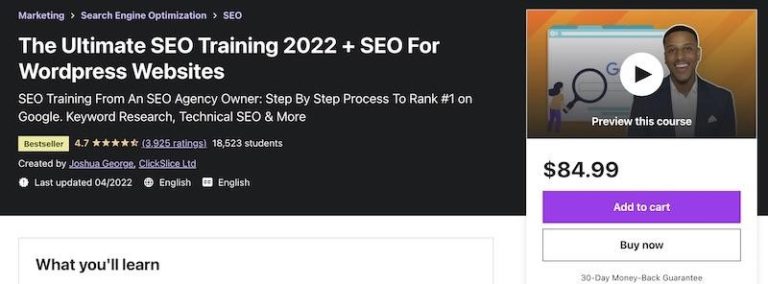 Marketing > Search Engine Optimization > SEO
The Ultimate SEO Training 2022 + SEO For
Wordpress Websites
SEO Training From An SEO Agency Owner: Step By Step Process To Rank #1 on
Google. Keyword Research, Technical SEO & More
Bestseller 4.7 (3,925 ratings) 18,523 students
Created by Joshua George, ClickSlice Ltd
Last updated 04/2022 English English
What you'll learn
Preview this course
$84.99
Add to cart
Buy now
30-Day Money-Back Guarantee